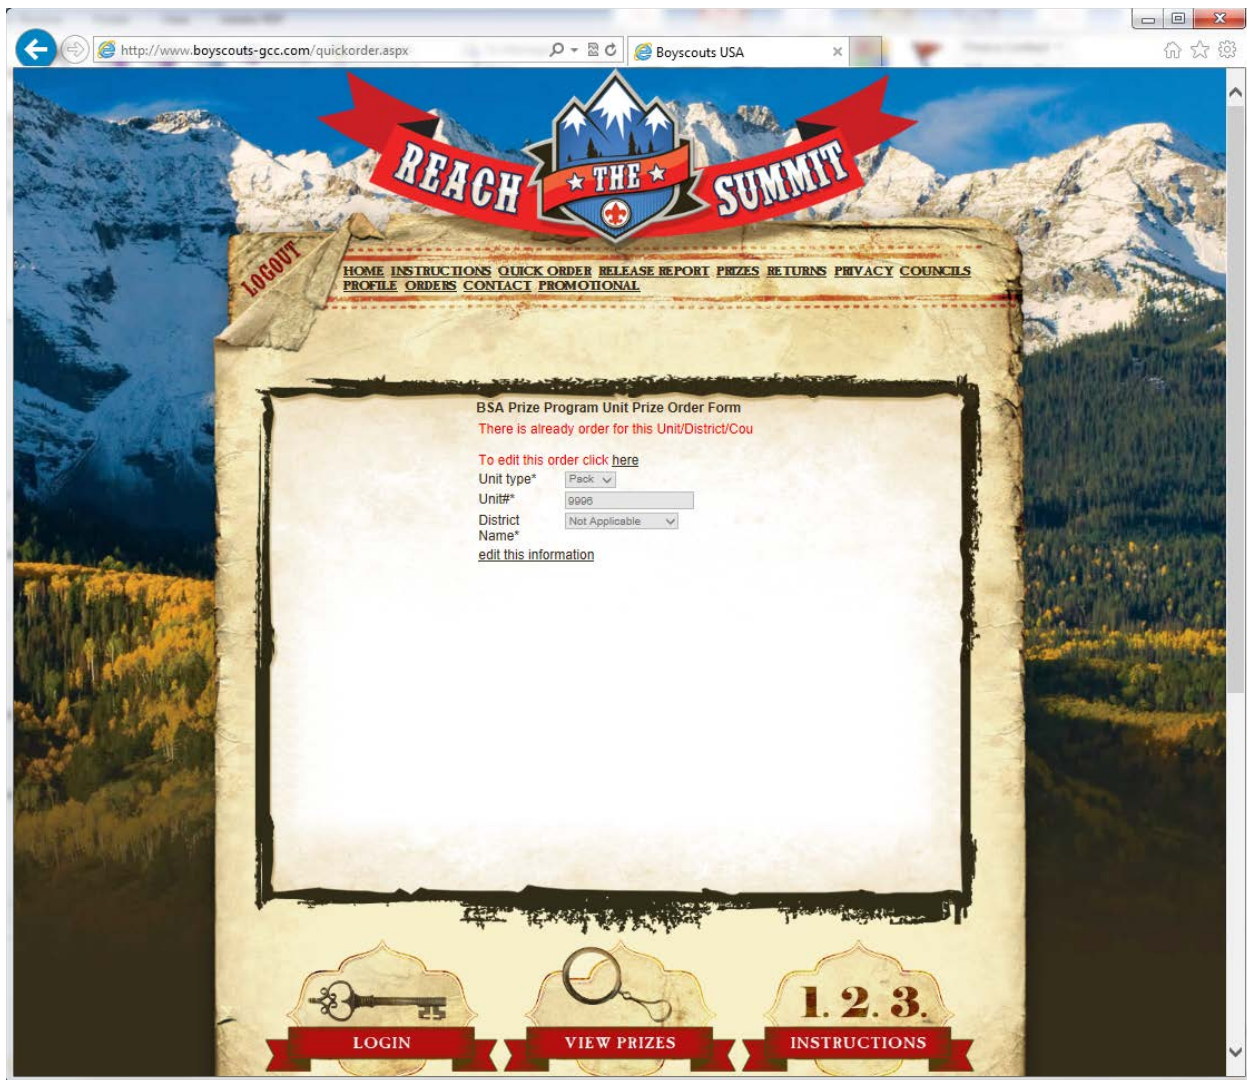 http://www.boyscouts-gcc.com/quickorder.aspx
Boyscouts USA
REACH THE SUMMIT
LOGOUT
HOME INSTRUCTIONS QUICK ORDER RELEASE REPORT PRIZES RETURNS PRIVACY COUNCILS
PROFILE ORDERS CONTACT PROMOTIONAL
BSA Prize Program Unit Prize Order Form
There is already order for this Unit/District/Cou
To edit this order click here
Unit type* Pack
Unit#* 9996
District Not Applicable
Name*
edit this information
1. 2. 3.
LOGIN VIEW PRIZES INSTRUCTIONS